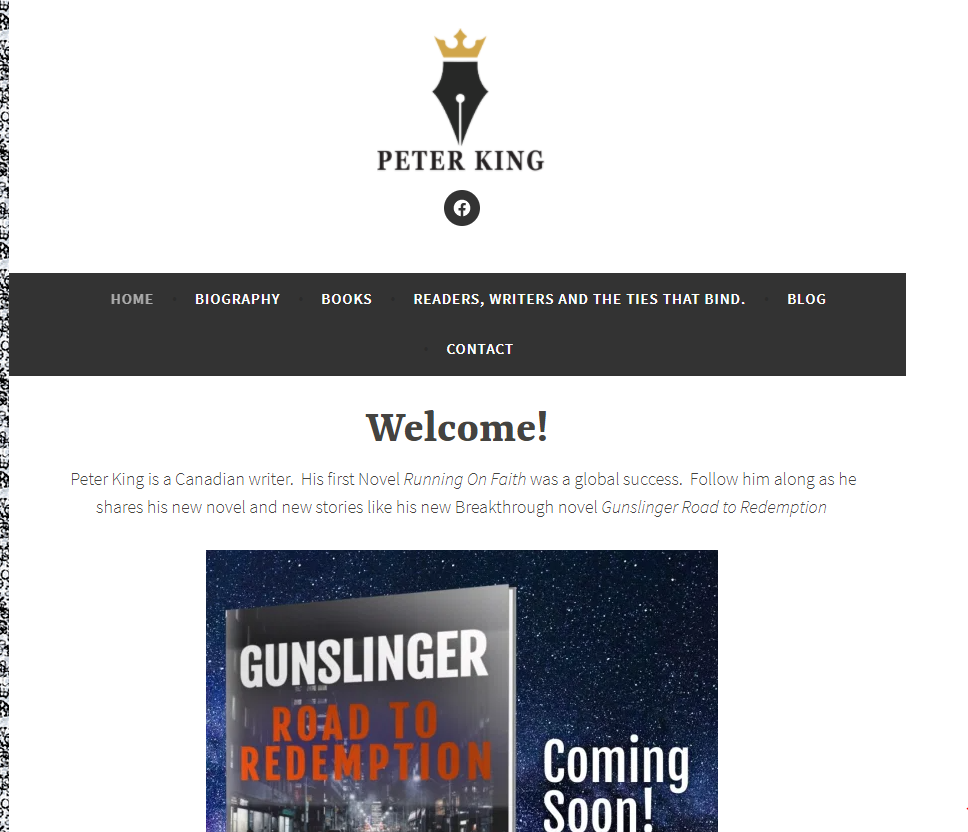 PETER KING
HOME
BIOGRAPHY
BOOKS
READERS, WRITERS AND THE TIES THAT BIND.
BLOG
CONTACT
Welcome!
Peter King is a Canadian writer.  His first Novel Running On Faith was a global success.  Follow him along as he
shares his new novel and new stories like his new Breakthrough novel Gunslinger Road to Redemption
GUNSLINGER
ROAD TO
REDEMPTION
Coming
Soon!